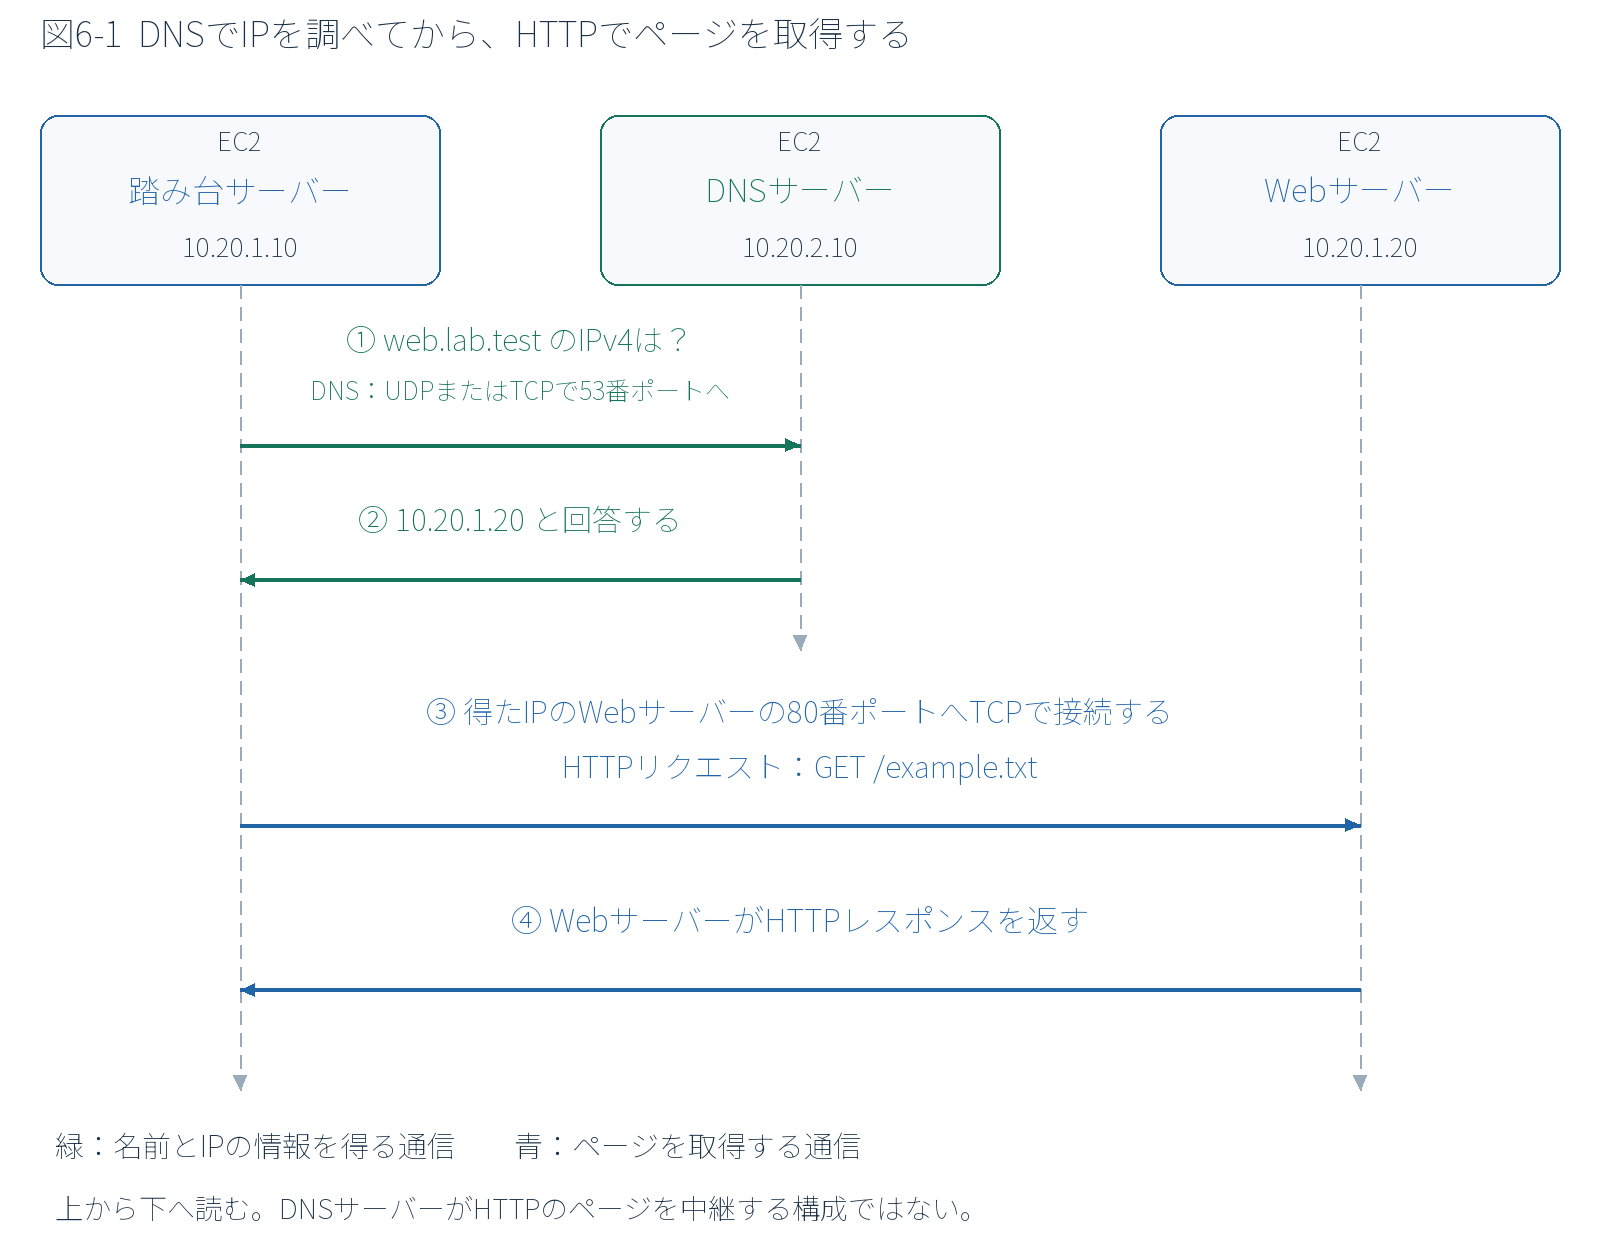 図6-1 DNSでIPを調べてから、HTTPでページを取得する
EC2
踏み台サーバー
10.20.1.10
EC2
DNSサーバー
10.20.2.10
EC2
Webサーバー
10.20.1.20
① web.lab.test のIPv4は？
DNS：UDPまたはTCPで53番ポートへ
② 10.20.1.20 と回答する
③ 得たIPのWebサーバーの80番ポートへTCPで接続する
HTTPリクエスト：GET /example.txt
④ WebサーバーがHTTPレスポンスを返す
緑：名前とIPの情報を得る通信　　青：ページを取得する通信
上から下へ読む。DNSサーバーがHTTPのページを中継する構成ではない。